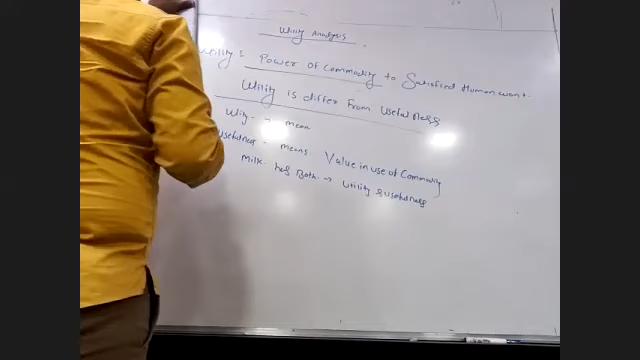 Utility Analysis
Utility : Power of Commodity to Satisfied Human want.
Utility is differ From Usefulness
Utility → mean
Usefulness - means Value in use of Commodity
Milk has Both → Utility & usefulness